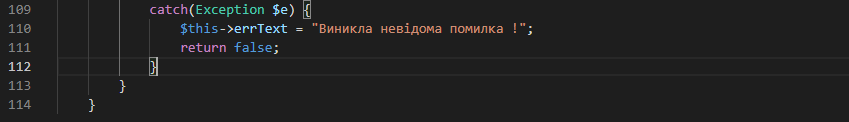 109 catch(Exception $e) {
110 $this->errText = "Виникла невідома помилка !";
111 return false;
112 }
113 }
114 }